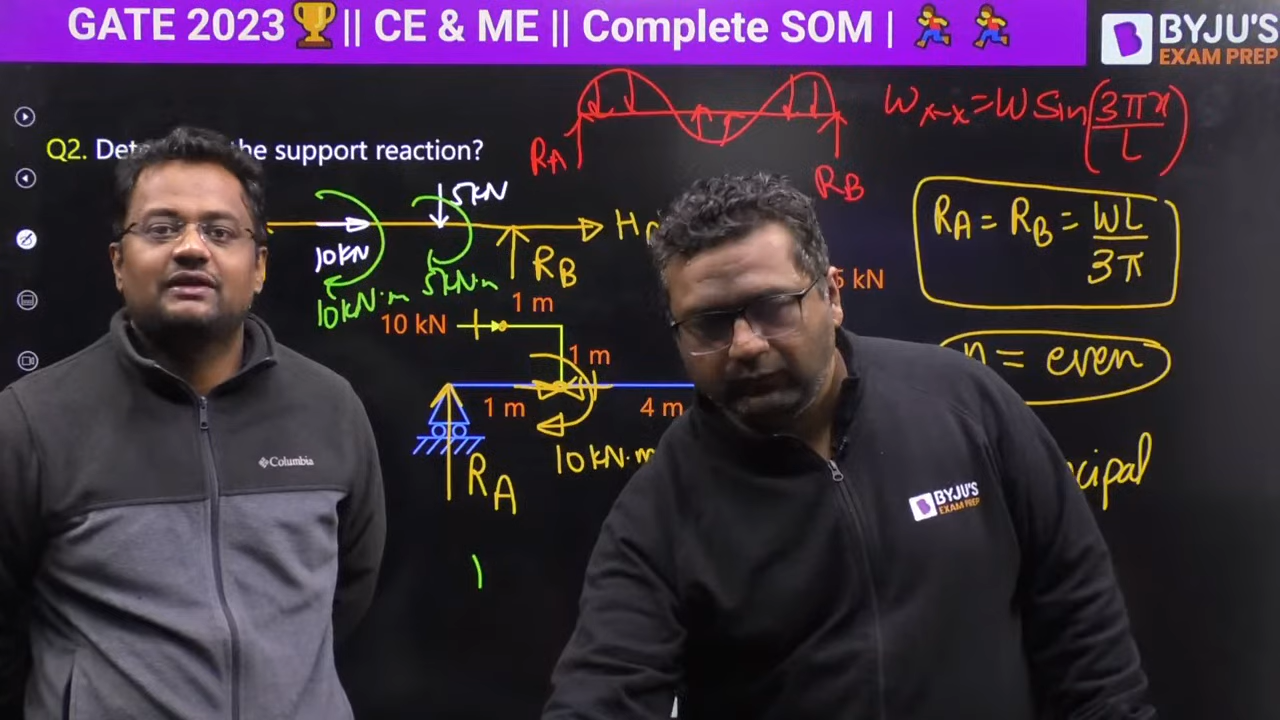 GATE 2023🏆|| CE & ME || Complete SOM | 🏃 🏃
BYJU'S
EXAM PREP
W x-x = W Sin(3πx/L)
Q2. Dete he support reaction?
RA
RB
5kN
10kN
H
RB
10kN·m
5kN·m
RA = RB = WL/3π
5 kN
1 m
10 kN
1 m
n = even
1 m
4 m
10kN·m
RA
cipal
Columbia
BYJU'S
EXAM PREP